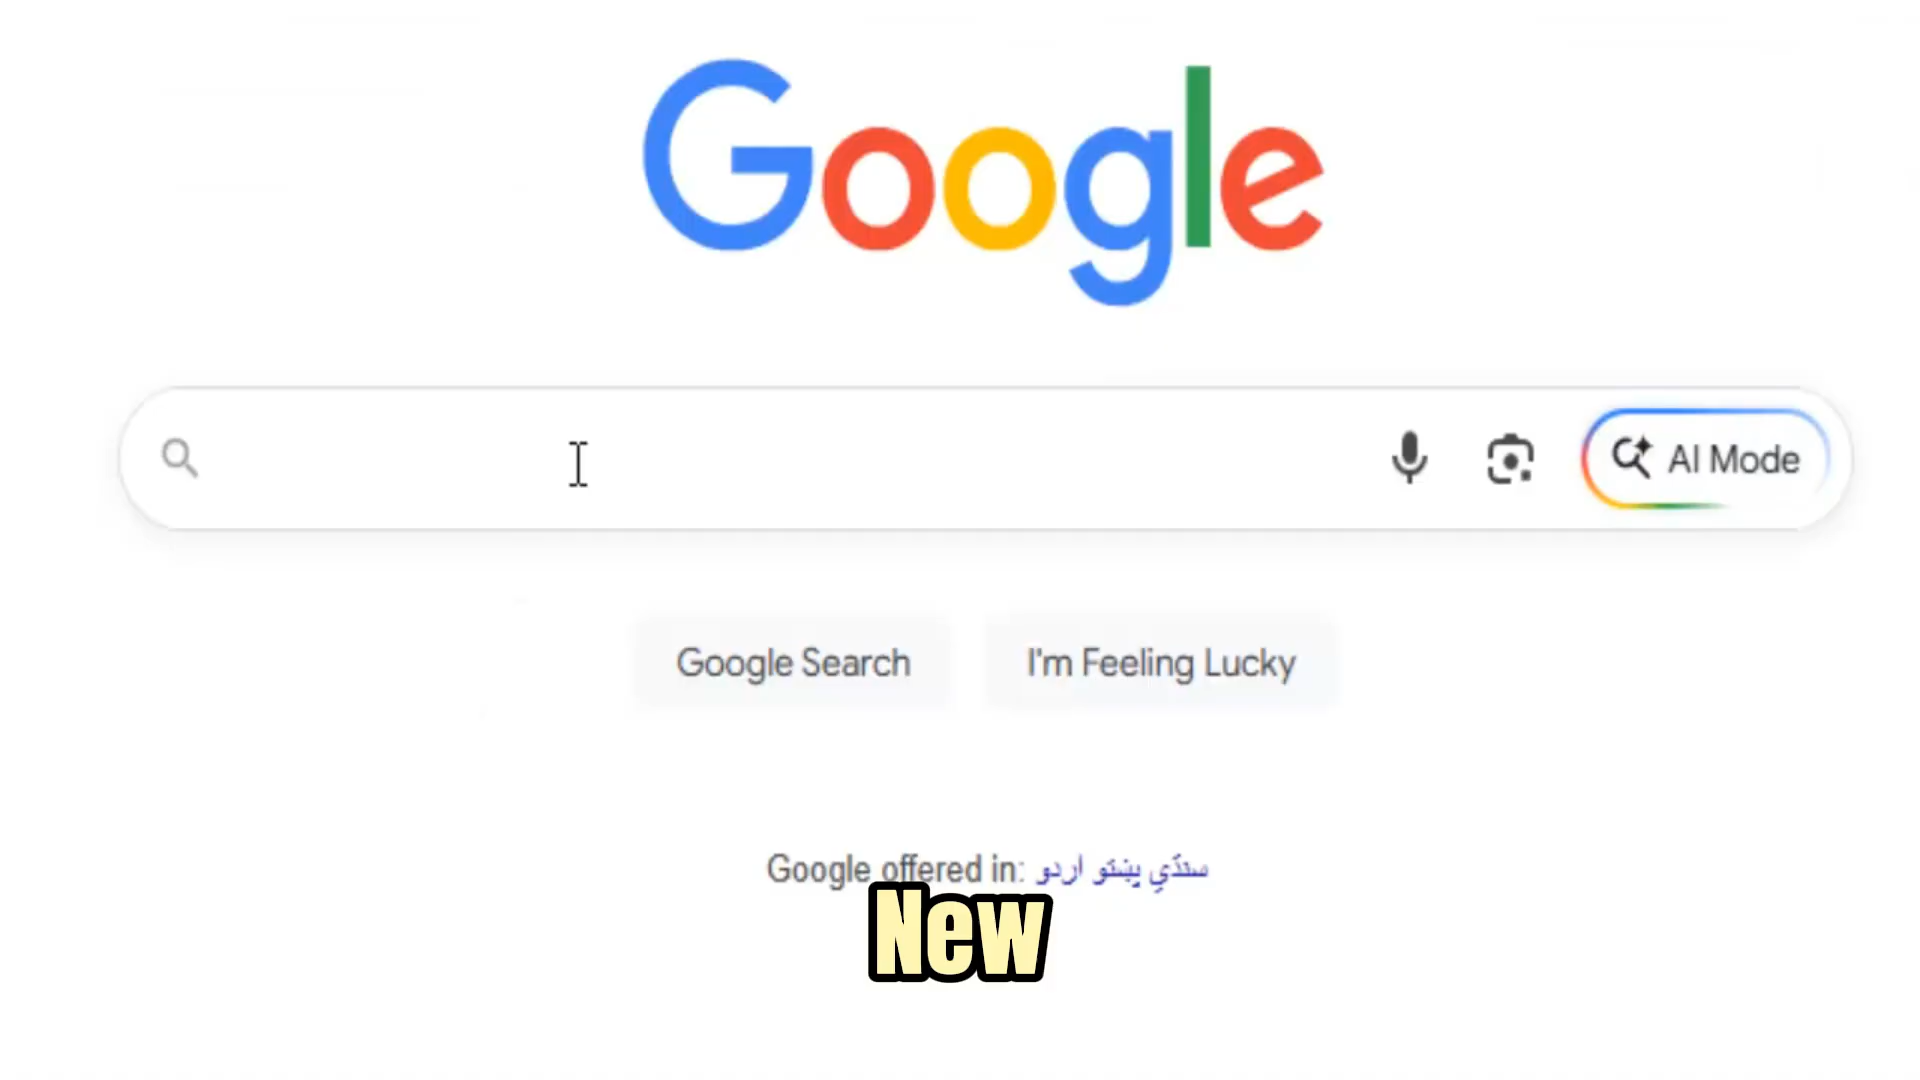 Google
AI Mode
Google Search
I'm Feeling Lucky
Google offered in: اردو پښتو سنڌي
New